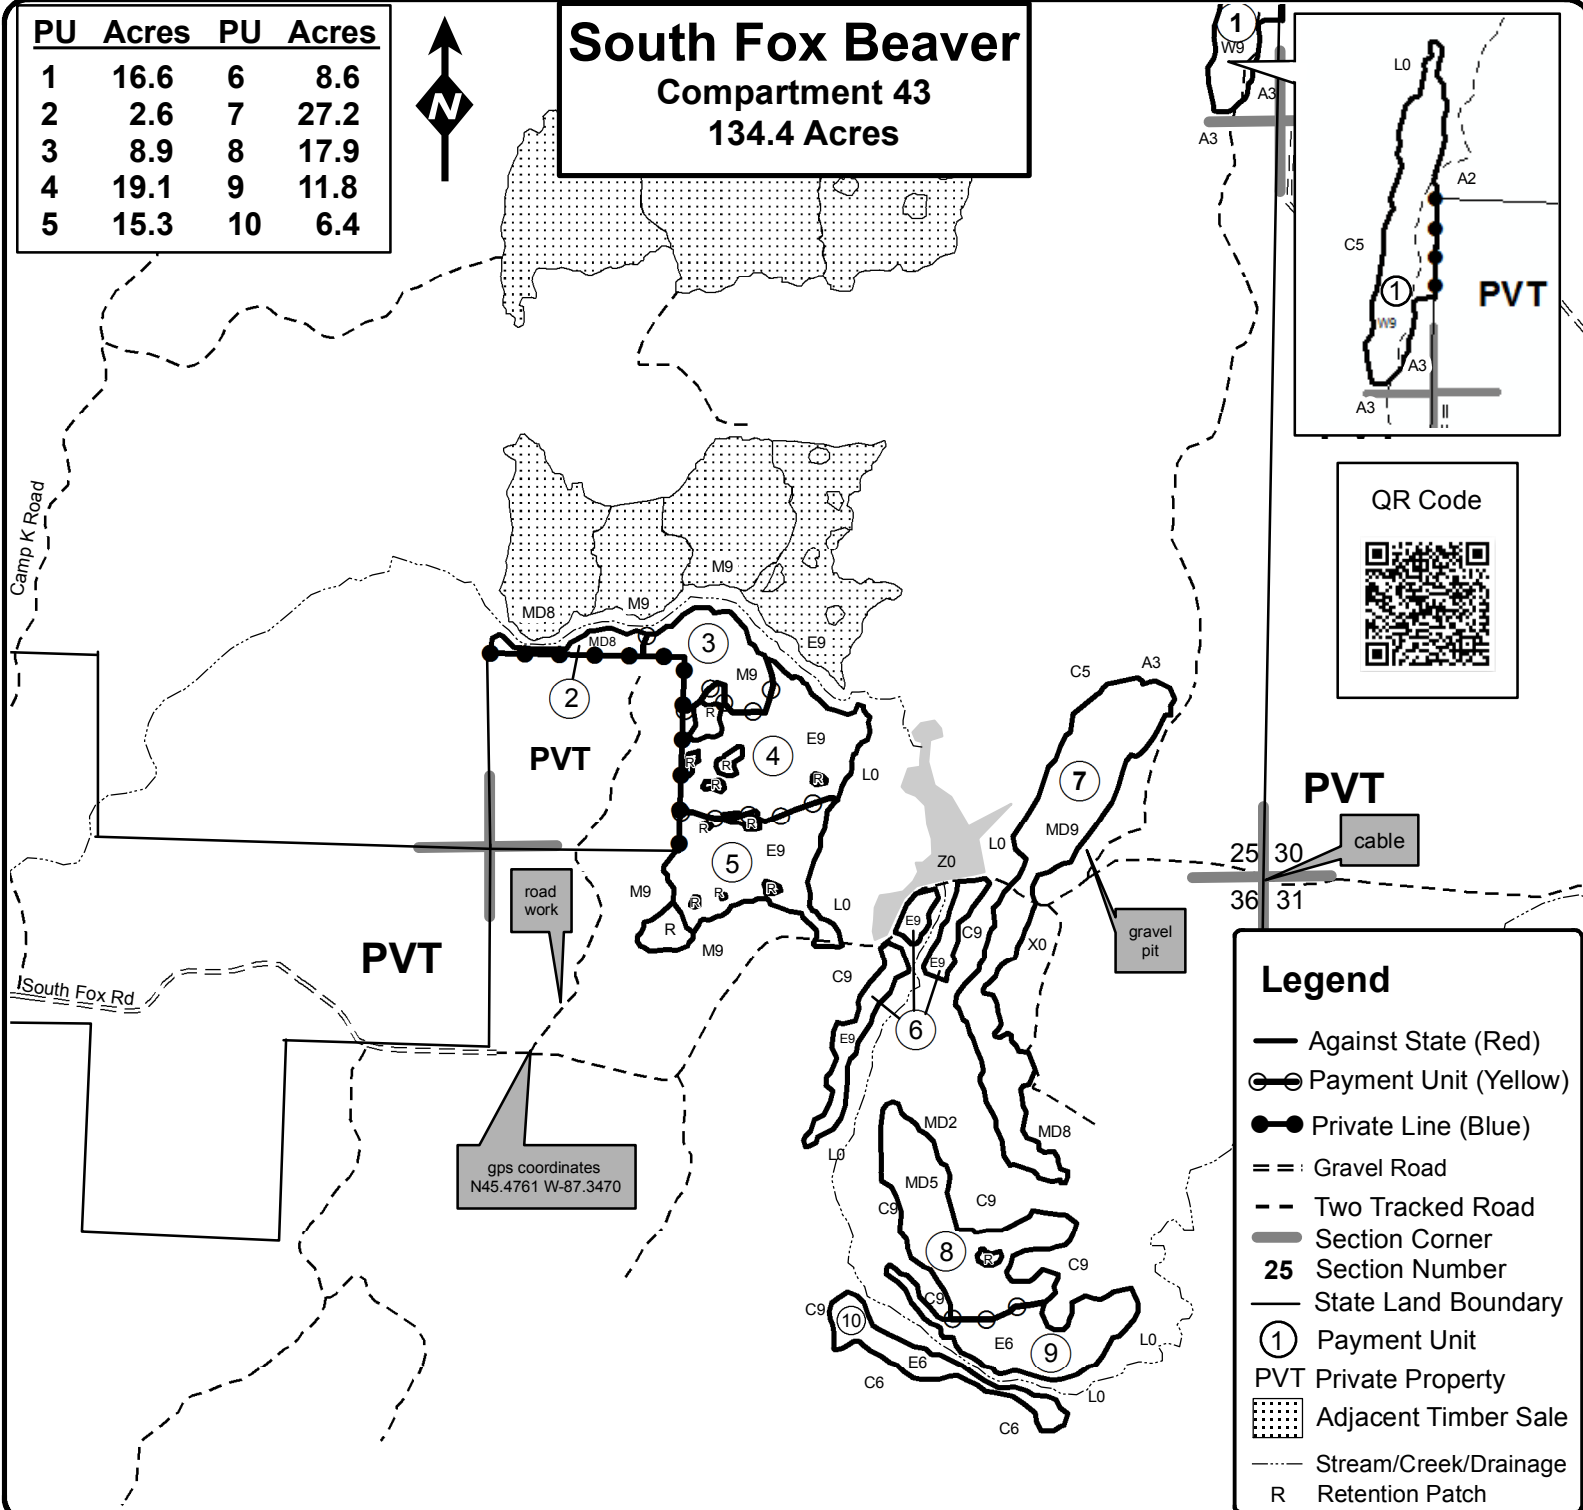 PU Acres PU Acres
1 16.6 6 8.6
2 2.6 7 27.2
3 8.9 8 17.9
4 19.1 9 11.8
5 15.3 10 6.4
N
South Fox Beaver
Compartment 43
134.4 Acres
1
W9
A3
A3
L0
A2
C5
1
PVT
W9
A3
A3
QR Code
Camp K Road
M9
MD8
M9
MD8
3
E9
M9
2
R
PVT
4
E9
L0
R
R
R
R
R
R
5
E9
M9
R
R
R
R
M9
L0
C5
A3
7
MD9
L0
Z0
PVT
cable
25 30
36 31
road
work
gravel
pit
PVT
South Fox Rd
E9
C9
E9
X0
C9
6
E9
L0
gps coordinates
N45.4761 W-87.3470
MD2
MD8
MD5
C9
C9
8
R
C9
C9
C9
10
E6
9
L0
E6
C6
L0
C6
Legend
Against State (Red)
Payment Unit (Yellow)
Private Line (Blue)
Gravel Road
Two Tracked Road
Section Corner
25 Section Number
State Land Boundary
1 Payment Unit
PVT Private Property
Adjacent Timber Sale
Stream/Creek/Drainage
R Retention Patch